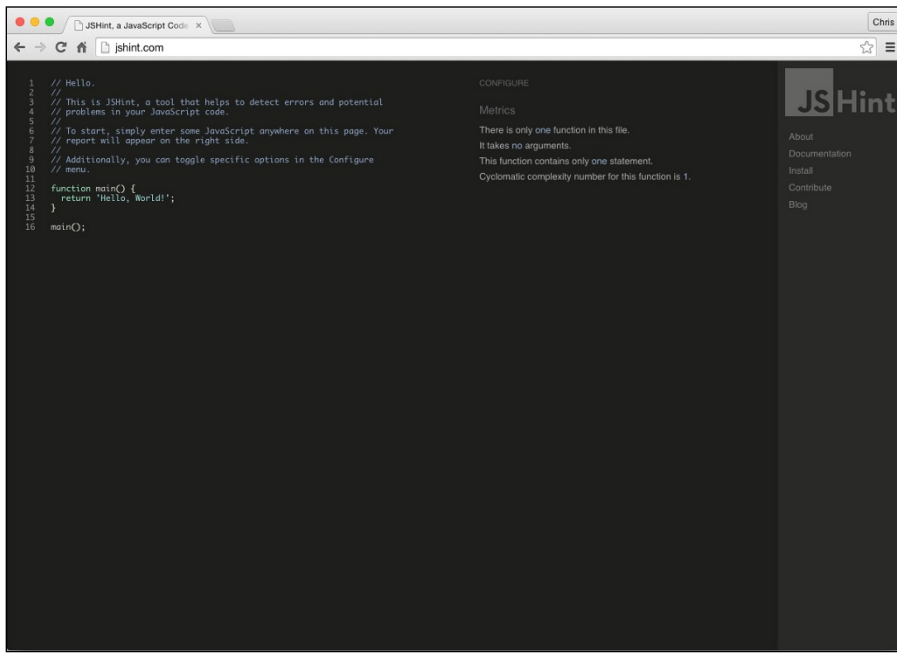 JSHint, a JavaScript Code
Chris
jshint.com
1 // Hello.
2 //
3 // This is JSHint, a tool that helps to detect errors and potential
4 // problems in your JavaScript code.
5 //
6 // To start, simply enter some JavaScript anywhere on this page. Your
7 // report will appear on the right side.
8 //
9 // Additionally, you can toggle specific options in the Configure
10 // menu.
11
12 function main() {
13   return 'Hello, World!';
14 }
15
16 main();
CONFIGURE
Metrics
There is only one function in this file.
It takes no arguments.
This function contains only one statement.
Cyclomatic complexity number for this function is 1.
JSHint
About
Documentation
Install
Contribute
Blog